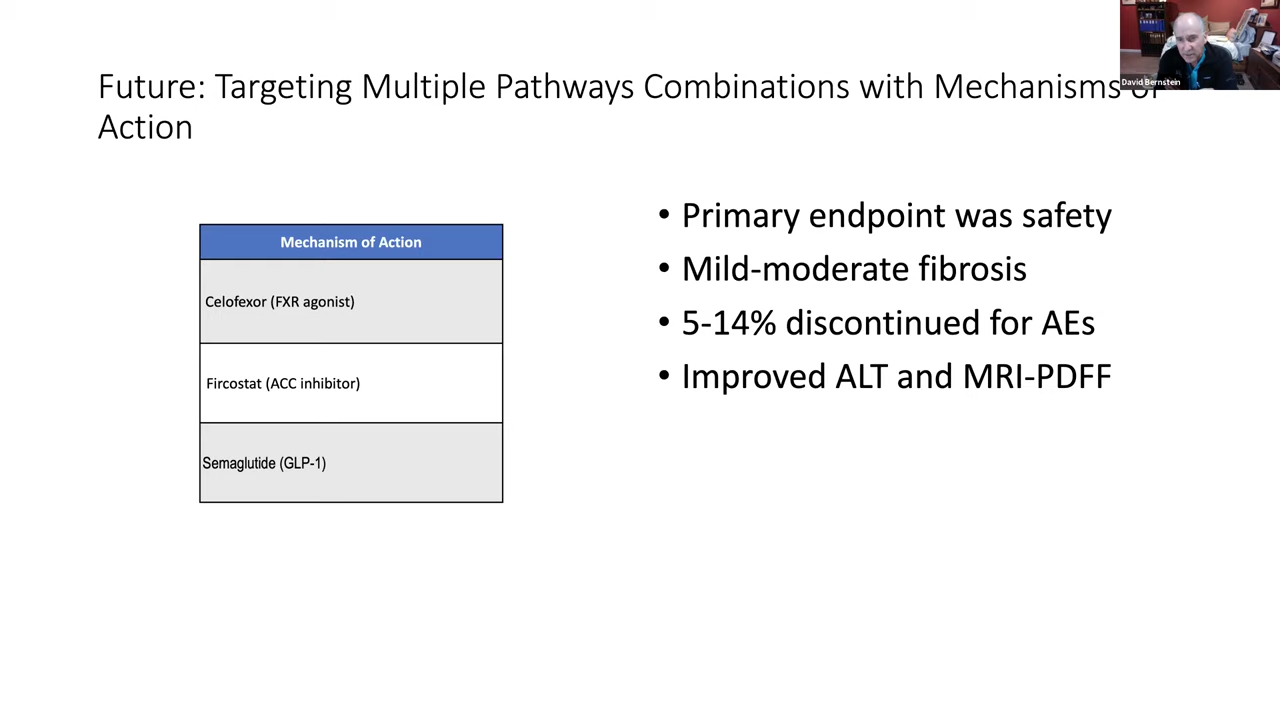 David Bernstein
Future: Targeting Multiple Pathways Combinations with Mechanisms of
Action
Mechanism of Action
Celofexor (FXR agonist)
Fircostat (ACC inhibitor)
Semaglutide (GLP-1)
• Primary endpoint was safety
• Mild-moderate fibrosis
• 5-14% discontinued for AEs
• Improved ALT and MRI-PDFF